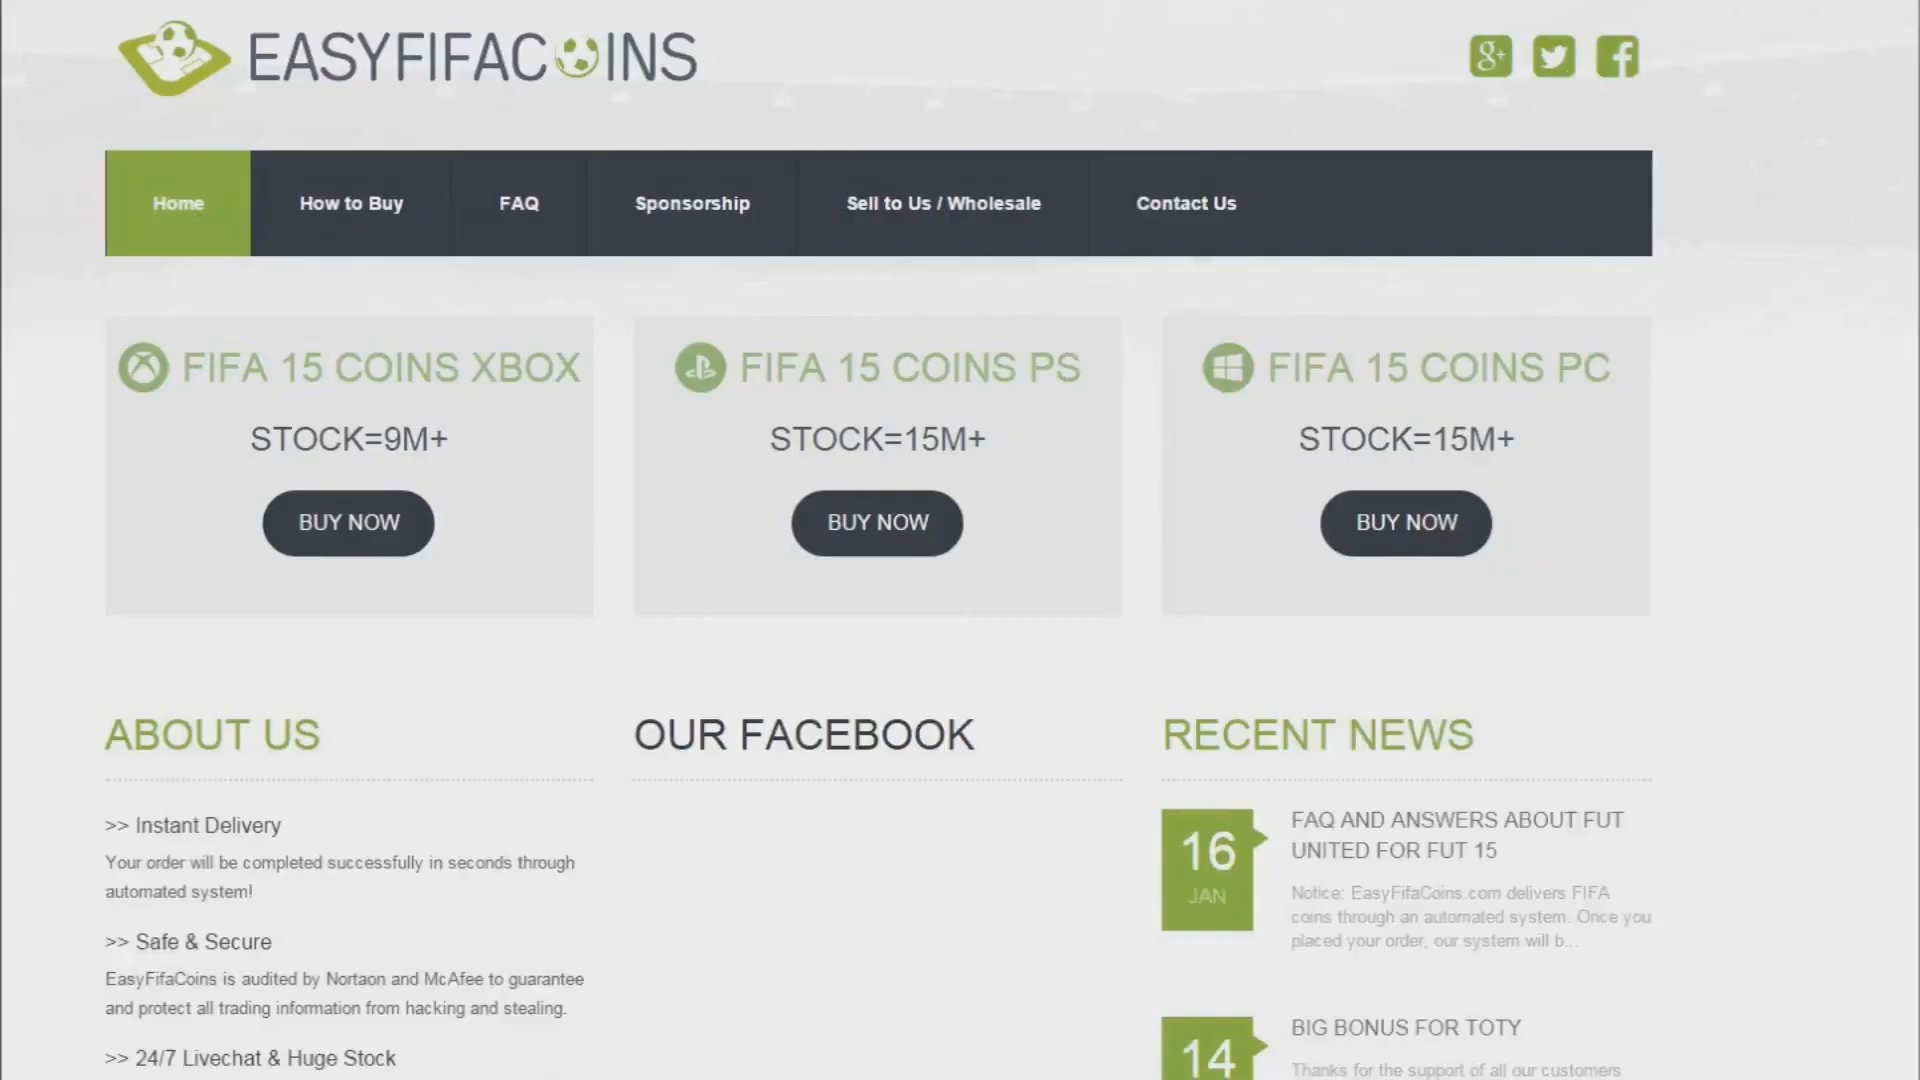 EASYFIFACOINS
Home
How to Buy
FAQ
Sponsorship
Sell to Us / Wholesale
Contact Us
FIFA 15 COINS XBOX
STOCK=9M+
BUY NOW
FIFA 15 COINS PS
STOCK=15M+
BUY NOW
FIFA 15 COINS PC
STOCK=15M+
BUY NOW
ABOUT US
>> Instant Delivery
Your order will be completed successfully in seconds through
automated system!
>> Safe & Secure
EasyFifaCoins is audited by Nortaon and McAfee to guarantee
and protect all trading information from hacking and stealing.
>> 24/7 Livechat & Huge Stock
OUR FACEBOOK
RECENT NEWS
16
JAN
FAQ AND ANSWERS ABOUT FUT
UNITED FOR FUT 15
Notice: EasyFifaCoins.com delivers FIFA
coins through an automated system. Once you
placed your order, our system will b...
14
BIG BONUS FOR TOTY
Thanks for the support of all our customers